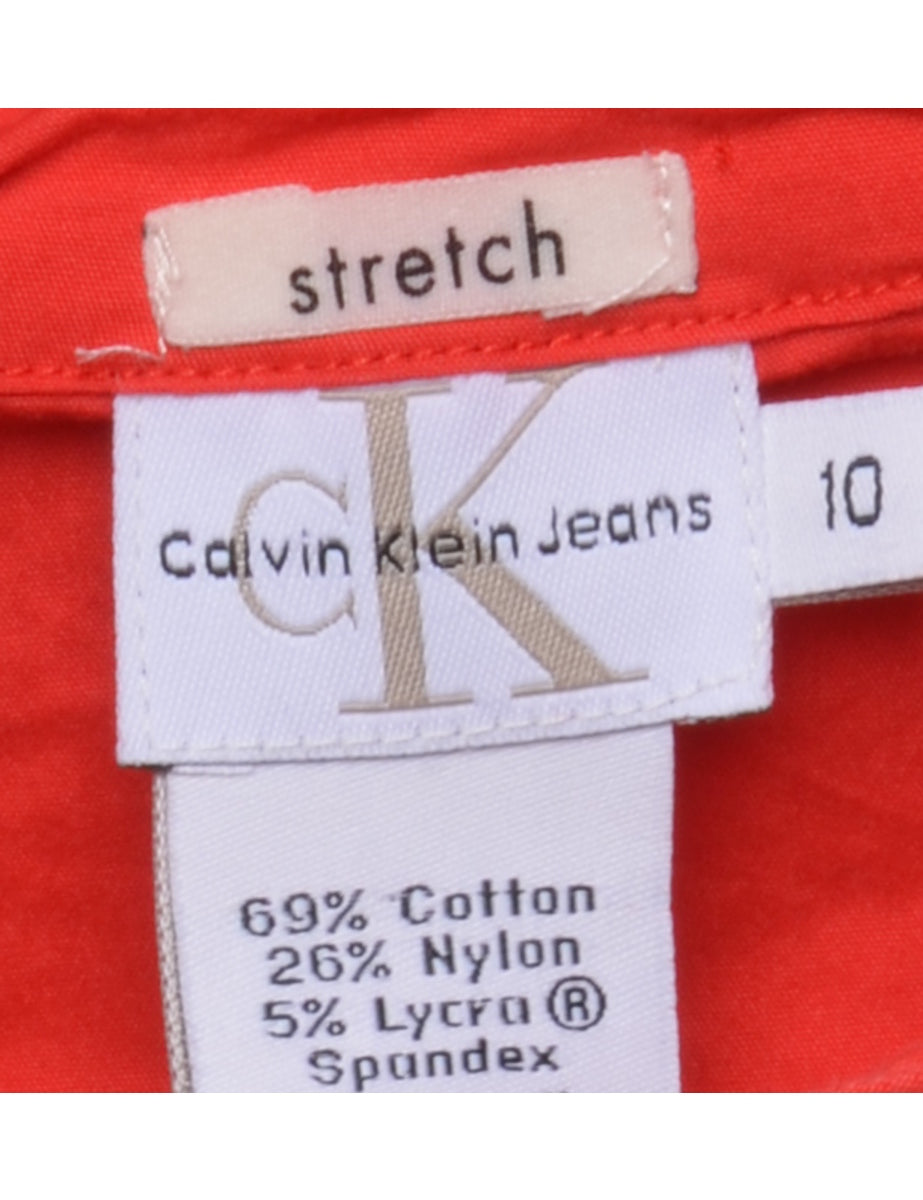 stretch
CK
Calvin Klein Jeans
10
69% Cotton
26% Nylon
5% Lycra ®
Spandex